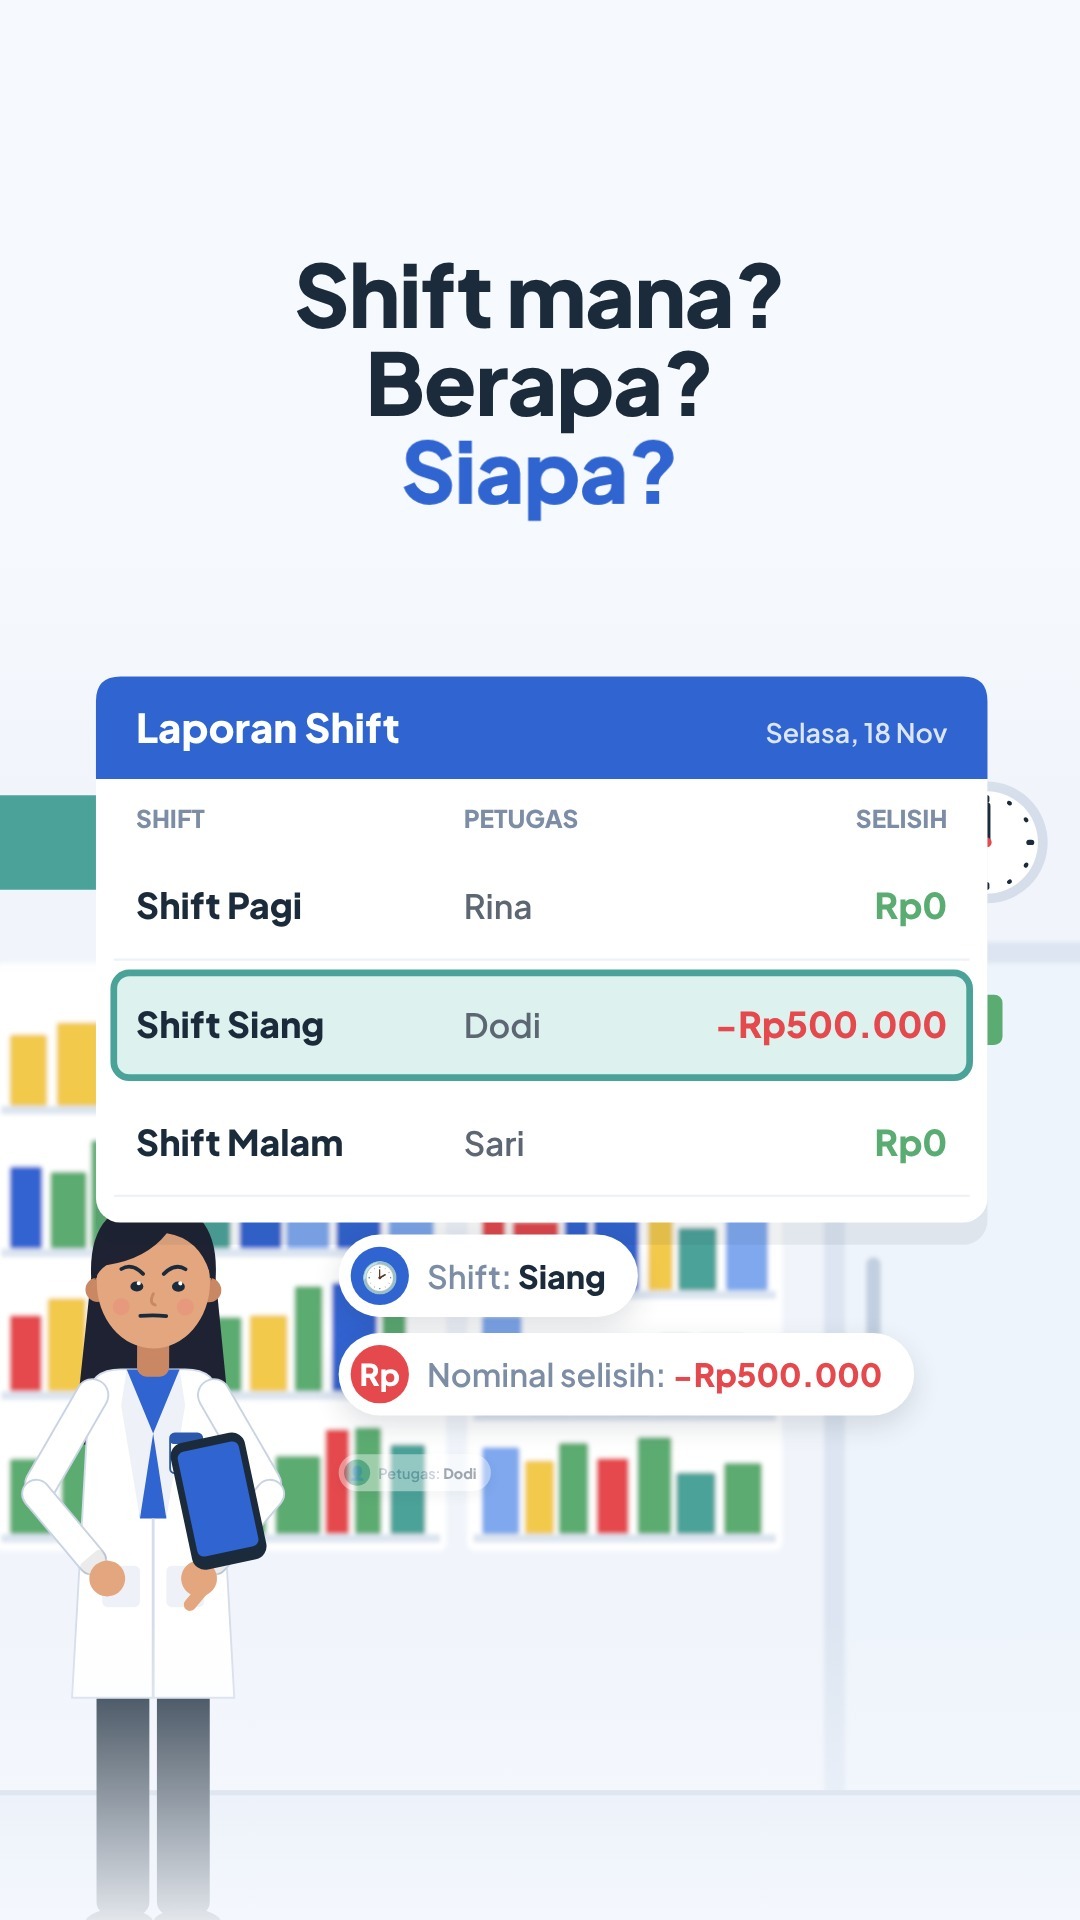 Shift mana?
Berapa?
Siapa?
Laporan Shift
Selasa, 18 Nov
SHIFT PETUGAS SELISIH
Shift Pagi Rina Rp0
Shift Siang Dodi -Rp500.000
Shift Malam Sari Rp0
Shift: Siang
Rp Nominal selisih: -Rp500.000
Petugas: Dodi